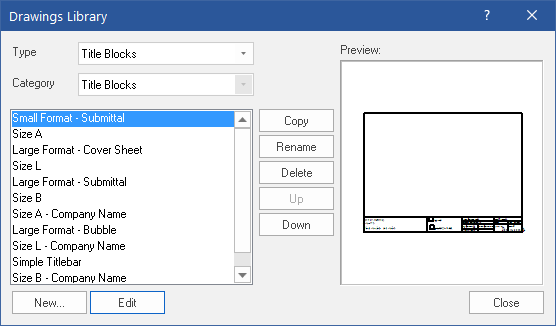 Drawings Library
?
Type
Title Blocks
Preview:
Category
Title Blocks
Small Format - Submittal
Size A
Large Format - Cover Sheet
Size L
Large Format - Submittal
Size B
Size A - Company Name
Large Format - Bubble
Size L - Company Name
Simple Titlebar
Size B - Company Name
Copy
Rename
Delete
Up
Down
New...
Edit
Close